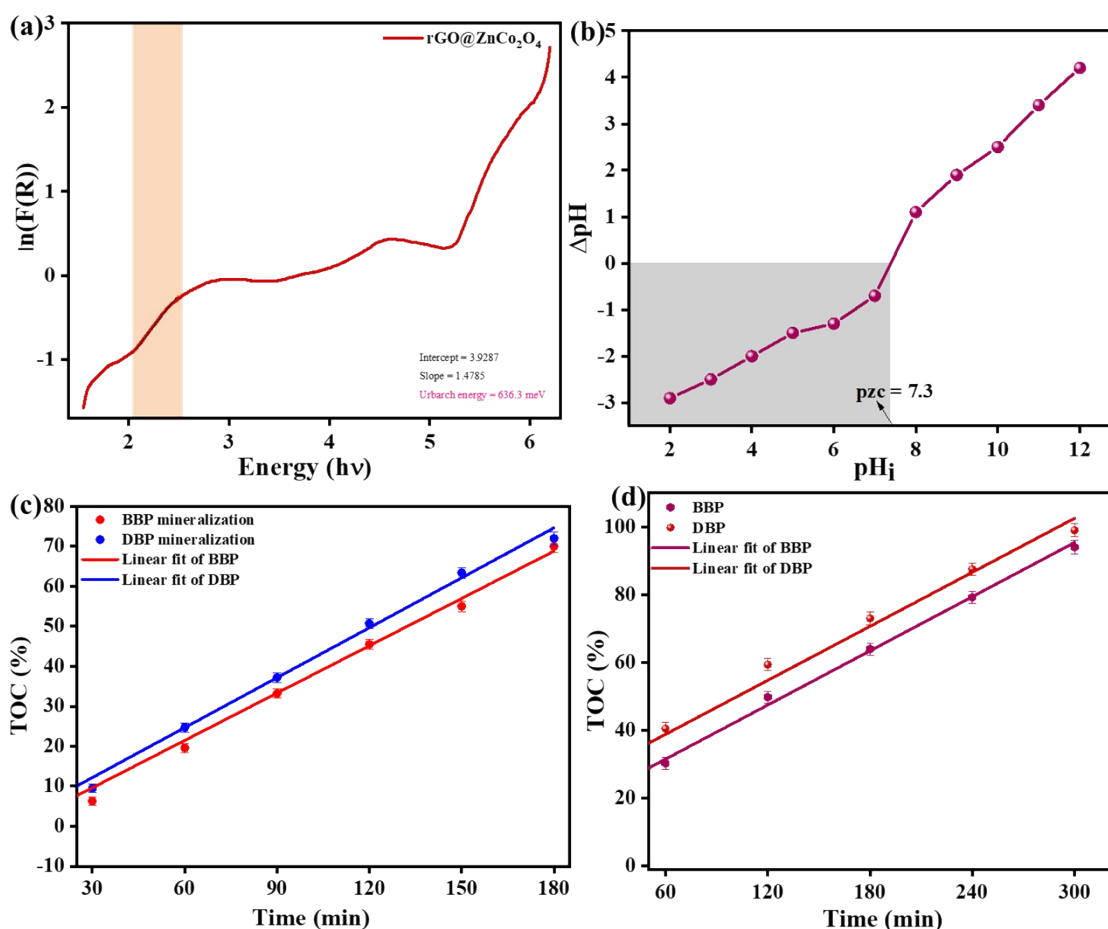 (a)
3
2
1
0
-1
ln(F(R))
rGO@ZnCo₂O₄
Intercept = 3.9287
Slope = 1.4785
Urbarch energy = 636.3 meV
2 3 4 5 6
Energy (hν)
(b)
5
4
3
2
1
0
-1
-2
-3
ΔpH
pzc = 7.3
2 4 6 8 10 12
pHi
(c)
80
70
60
50
40
30
20
10
0
-10
TOC (%)
BBP mineralization
DBP mineralization
Linear fit of BBP
Linear fit of DBP
30 60 90 120 150 180
Time (min)
(d)
100
80
60
40
20
0
TOC (%)
BBP
DBP
Linear fit of BBP
Linear fit of DBP
60 120 180 240 300
Time (min)